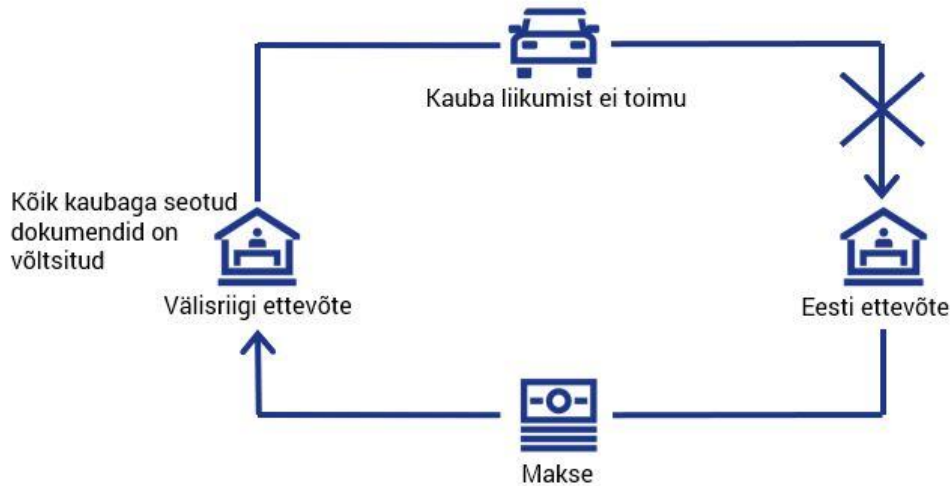 Kauba liikumist ei toimu
Kõik kaubaga seotud
dokumendid on
võltsitud
Välisriigi ettevõte
Eesti ettevõte
Makse